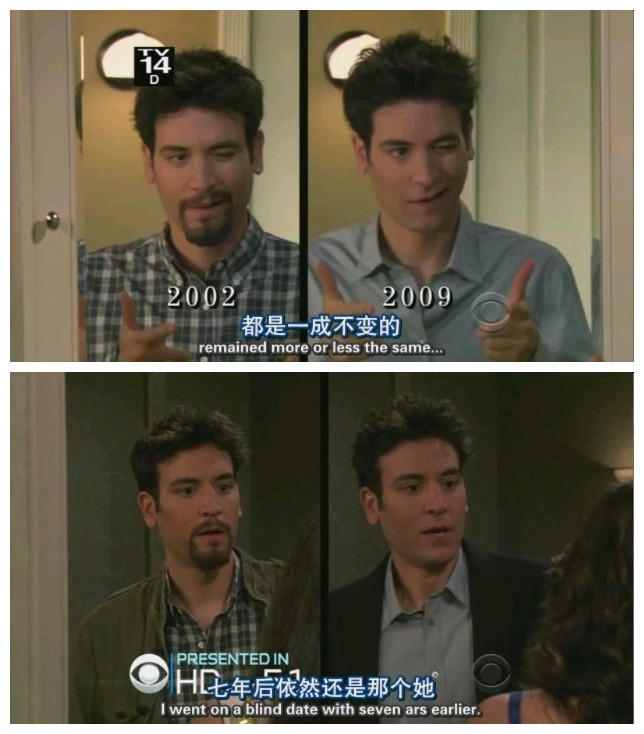 TV
14
D
2002
2009
都是一成不变的
remained more or less the same...
PRESENTED IN
HD 5.1
七年后依然还是那个她
I went on a blind date with seven ars earlier.